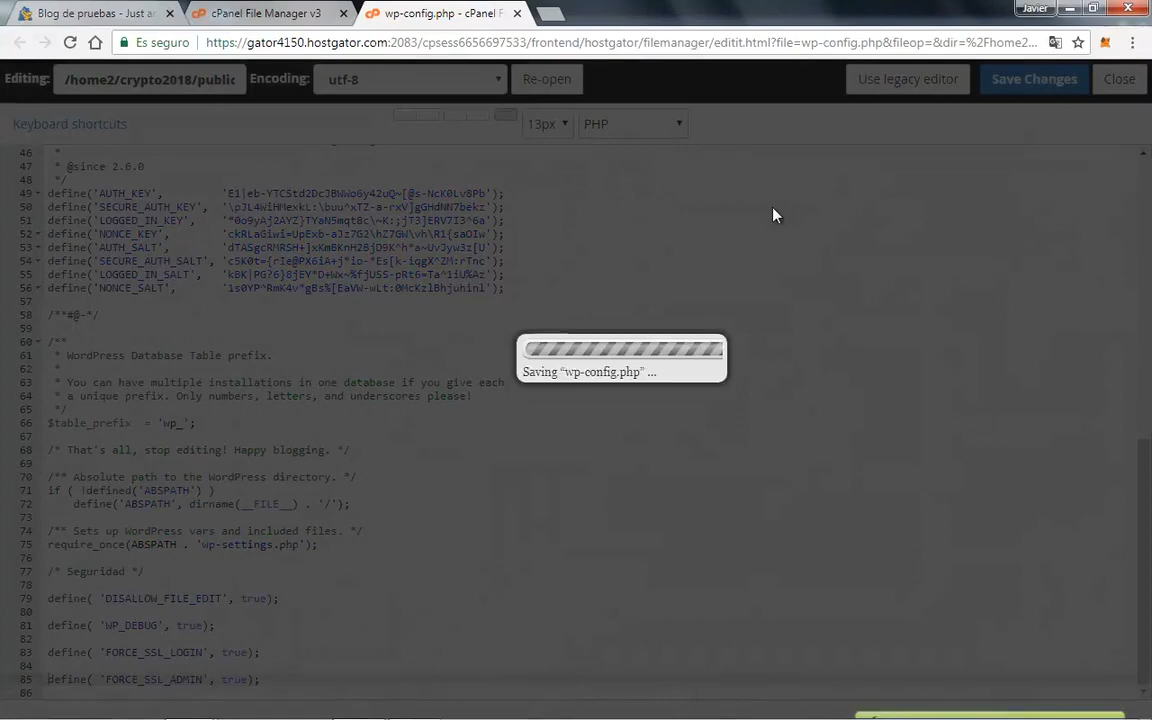 Blog de pruebas - Just an
cPanel File Manager v3
wp-config.php - cPanel F
Javier
Es seguro
https://gator4150.hostgator.com:2083/cpsess6656697533/frontend/hostgator/filemanager/editit.html?file=wp-config.php&fileop=&dir=%2Fhome2...
Editing: /home2/crypto2018/public Encoding: utf-8 Re-open Use legacy editor Save Changes Close
Keyboard shortcuts 13px PHP
46 *
47 * @since 2.6.0
48 */
49 define('AUTH_KEY',
50 define('SECURE_AUTH_KEY',
51 define('LOGGED_IN_KEY',
52 define('NONCE_KEY',
53 define('AUTH_SALT',
54 define('SECURE_AUTH_SALT',
55 define('LOGGED_IN_SALT',
56 define('NONCE_SALT',
57
58 /**#@-*/
59
60 /**
61 * WordPress Database Table prefix.
62 *
63 * You can have multiple installations in one database if you give each
64 * a unique prefix. Only numbers, letters, and underscores please!
65 */
66 $table_prefix  = 'wp_';
67
68 /* That's all, stop editing! Happy blogging. */
69
70 /** Absolute path to the WordPress directory. */
71 if ( !defined('ABSPATH') )
72 define('ABSPATH', dirname(__FILE__) . '/');
73
74 /** Sets up WordPress vars and included files. */
75 require_once(ABSPATH . 'wp-settings.php');
76
77 /* Seguridad */
78
79 define( 'DISALLOW_FILE_EDIT', true);
80
81 define( 'WP_DEBUG', true);
82
83 define( 'FORCE_SSL_LOGIN', true);
84
85 define( 'FORCE_SSL_ADMIN', true);
86
Saving “wp-config.php” ...